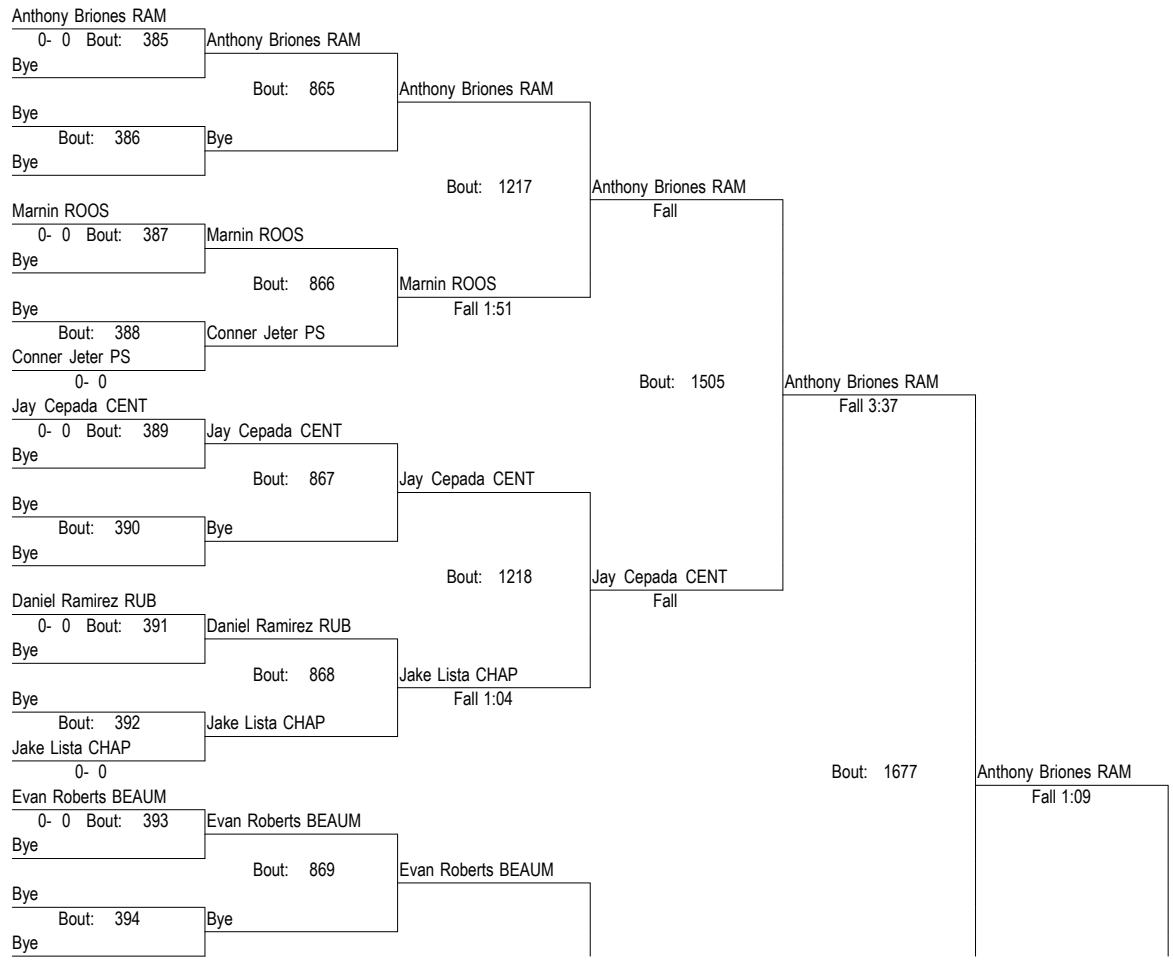 Anthony Briones RAM
0- 0 Bout: 385 Anthony Briones RAM
Bye
Bout: 865 Anthony Briones RAM
Bye
Bout: 386 Bye
Bye
Bout: 1217 Anthony Briones RAM
Fall
Marnin ROOS
0- 0 Bout: 387 Marnin ROOS
Bye
Bout: 866 Marnin ROOS
Fall 1:51
Bye
Bout: 388 Conner Jeter PS
Conner Jeter PS
0- 0
Bout: 1505 Anthony Briones RAM
Fall 3:37
Jay Cepada CENT
0- 0 Bout: 389 Jay Cepada CENT
Bye
Bout: 867 Jay Cepada CENT
Bye
Bout: 390 Bye
Bye
Bout: 1218 Jay Cepada CENT
Fall
Daniel Ramirez RUB
0- 0 Bout: 391 Daniel Ramirez RUB
Bye
Bout: 868 Jake Lista CHAP
Fall 1:04
Bye
Bout: 392 Jake Lista CHAP
Jake Lista CHAP
0- 0
Bout: 1677 Anthony Briones RAM
Fall 1:09
Evan Roberts BEAUM
0- 0 Bout: 393 Evan Roberts BEAUM
Bye
Bout: 869 Evan Roberts BEAUM
Bye
Bout: 394 Bye
Bye